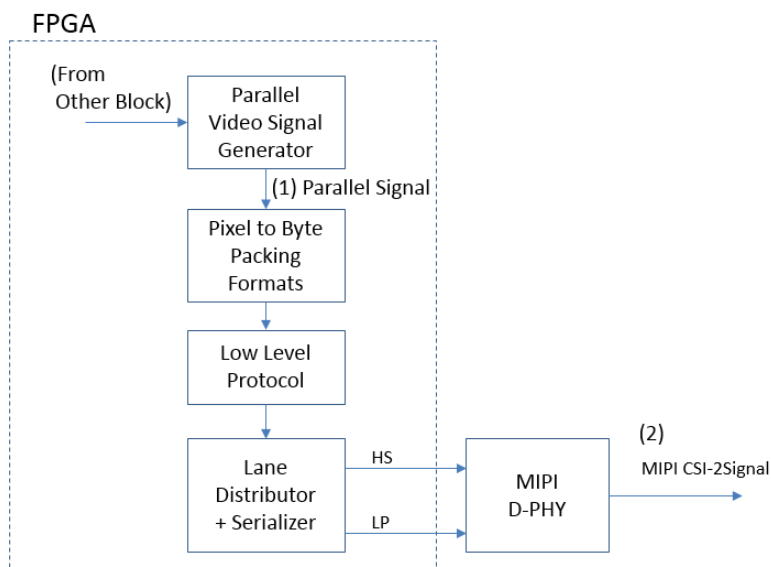 FPGA
(From
Other Block)
Parallel
Video Signal
Generator
(1) Parallel Signal
Pixel to Byte
Packing
Formats
Low Level
Protocol
Lane
Distributor
+ Serializer
HS
LP
MIPI
D-PHY
(2)
MIPI CSI-2Signal